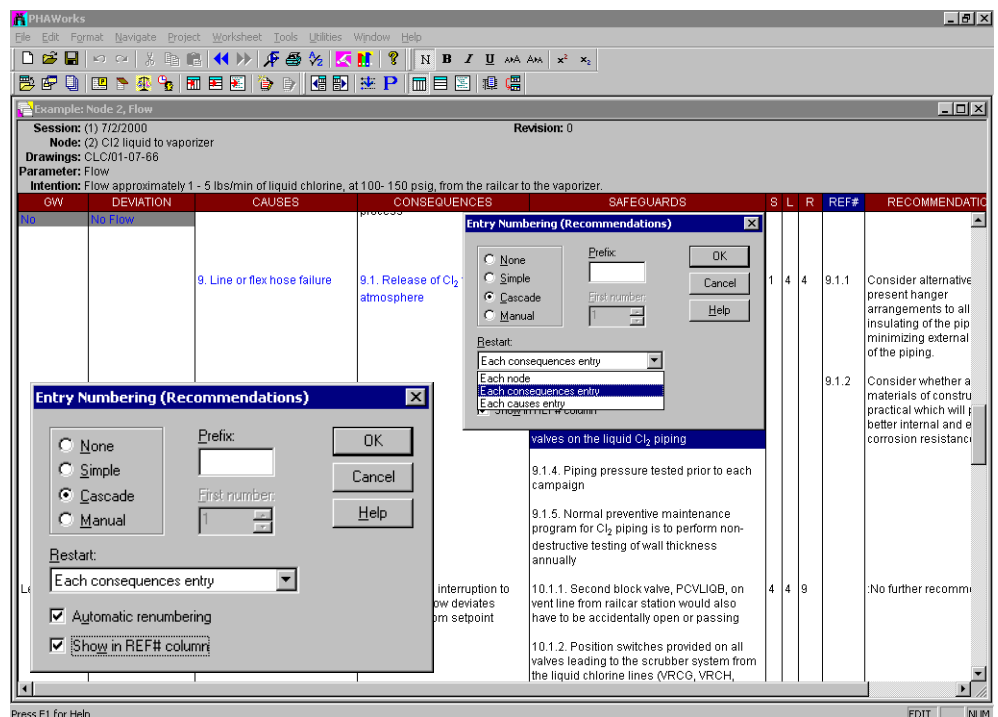 PHAWorks
File Edit Format Navigate Project Worksheet Tools Utilities Window Help
N B I U
x² x₂
P
Example: Node 2, Flow
Session: (1) 7/2/2000
Revision: 0
Node: (2) Cl2 liquid to vaporizer
Drawings: CLC/01-07-66
Parameter: Flow
Intention: Flow approximately 1 - 5 lbs/min of liquid chlorine, at 100- 150 psig, from the railcar to the vaporizer.
GW DEVIATION CAUSES CONSEQUENCES SAFEGUARDS S L R REF# RECOMMENDATIO
No No Flow
process
9. Line or flex hose failure
9.1. Release of Cl₂
atmosphere
1 4 4 9.1.1
Consider alternative
present hanger
arrangements to all
insulating of the pip
minimizing external
of the piping.
9.1.2
Consider whether a
materials of constru
practical which will p
better internal and e
corrosion resistance
Entry Numbering (Recommendations)
None
Simple
Cascade
Manual
Prefix:
First number:
1
OK
Cancel
Help
Restart:
Each consequences entry
Each node
Each consequences entry
Each causes entry
Show in REF# column
valves on the liquid Cl₂ piping
9.1.4. Piping pressure tested prior to each
campaign
9.1.5. Normal preventive maintenance
program for Cl₂ piping is to perform non-
destructive testing of wall thickness
annually
interruption to
ow deviates
om setpoint
10.1.1. Second block valve, PCVLIQB, on
vent line from railcar station would also
have to be accidentally open or passing
10.1.2. Position switches provided on all
valves leading to the scrubber system from
the liquid chlorine lines (VRCG, VRCH,
4 4 9
:No further recomm
Entry Numbering (Recommendations)
None
Simple
Cascade
Manual
Prefix:
First number:
1
OK
Cancel
Help
Restart:
Each consequences entry
Automatic renumbering
Show in REF# column
Press F1 for Help
EDIT NUM